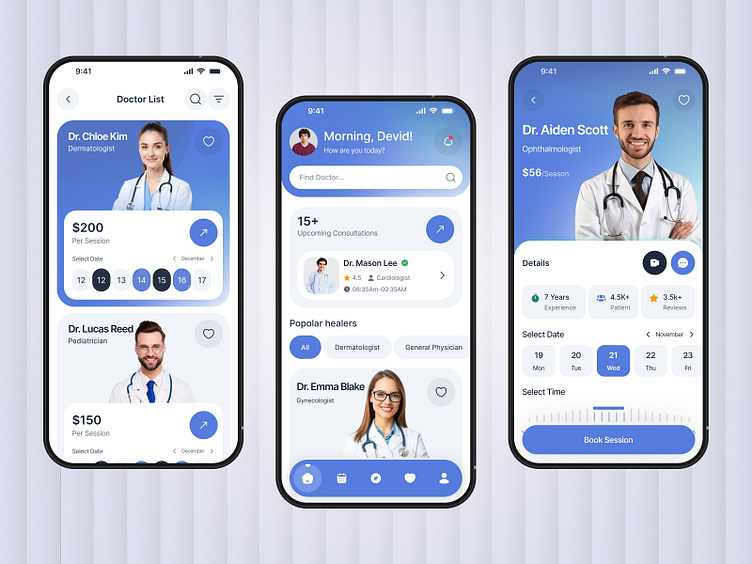 9:41
Doctor List
Dr. Chloe Kim
Dermatologist
$200
Per Session
Select Date
December
12 12 13 14 15 16 17
Dr. Lucas Reed
Pediatrician
$150
Per Session
Select Date
December
9:41
Morning, Devid!
How are you today?
Find Doctor...
15+
Upcoming Consultations
Dr. Mason Lee
4.5 Cardiologist
08:35Am-09:35AM
Popolar healers
All Dermatologist General Physician
Dr. Emma Blake
Gynecologist
9:41
Dr. Aiden Scott
Ophthalmologist
$56/Season
Details
7 Years
Experience
4.5K+
Patient
3.5k+
Reviews
Select Date
November
19 20 21 22 23
Mon Tue Wed Thu Fri
Select Time
Book Session